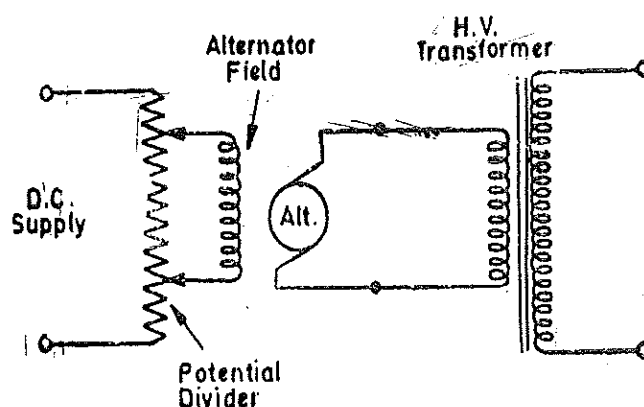 H.V.
Transformer
Alternator
Field
D.C.
Supply
Alt.
Potential
Divider